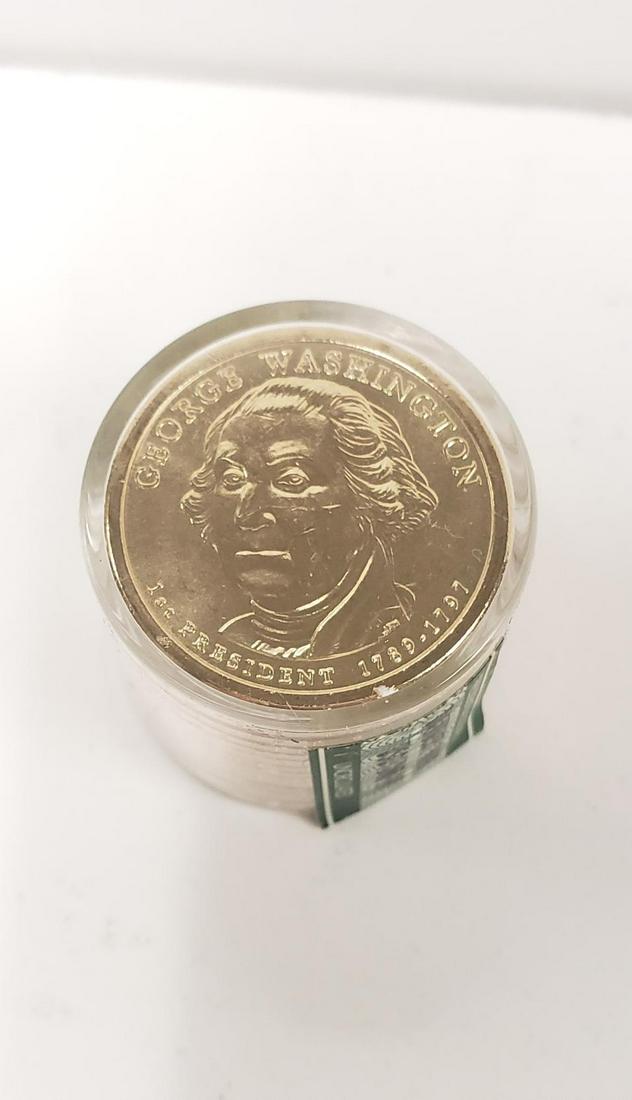 GEORGE WASHINGTON
1st PRESIDENT 1789-1797